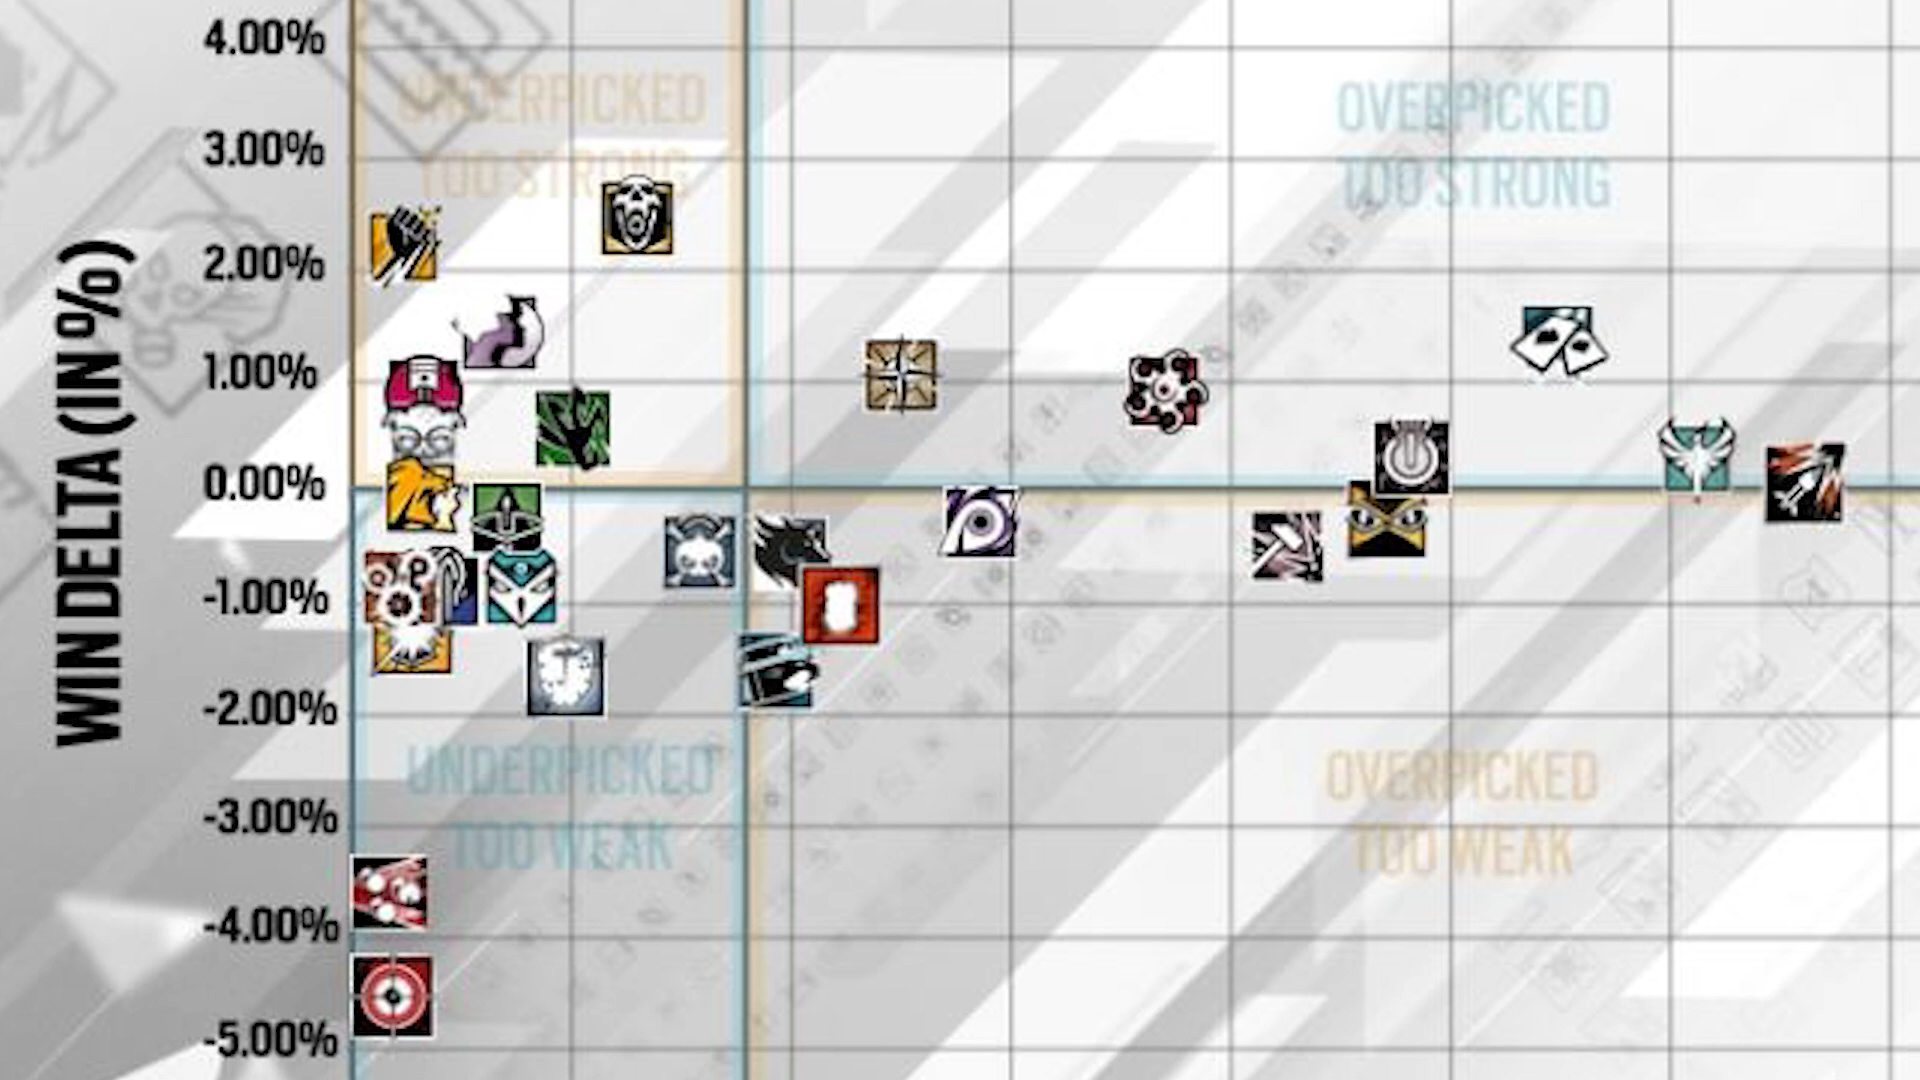 4.00%
3.00%
2.00%
1.00%
0.00%
-1.00%
-2.00%
-3.00%
-4.00%
-5.00%
WIN DELTA (IN %)
UNDERPICKED
TOO STRONG
OVERPICKED
TOO STRONG
UNDERPICKED
TOO WEAK
OVERPICKED
TOO WEAK